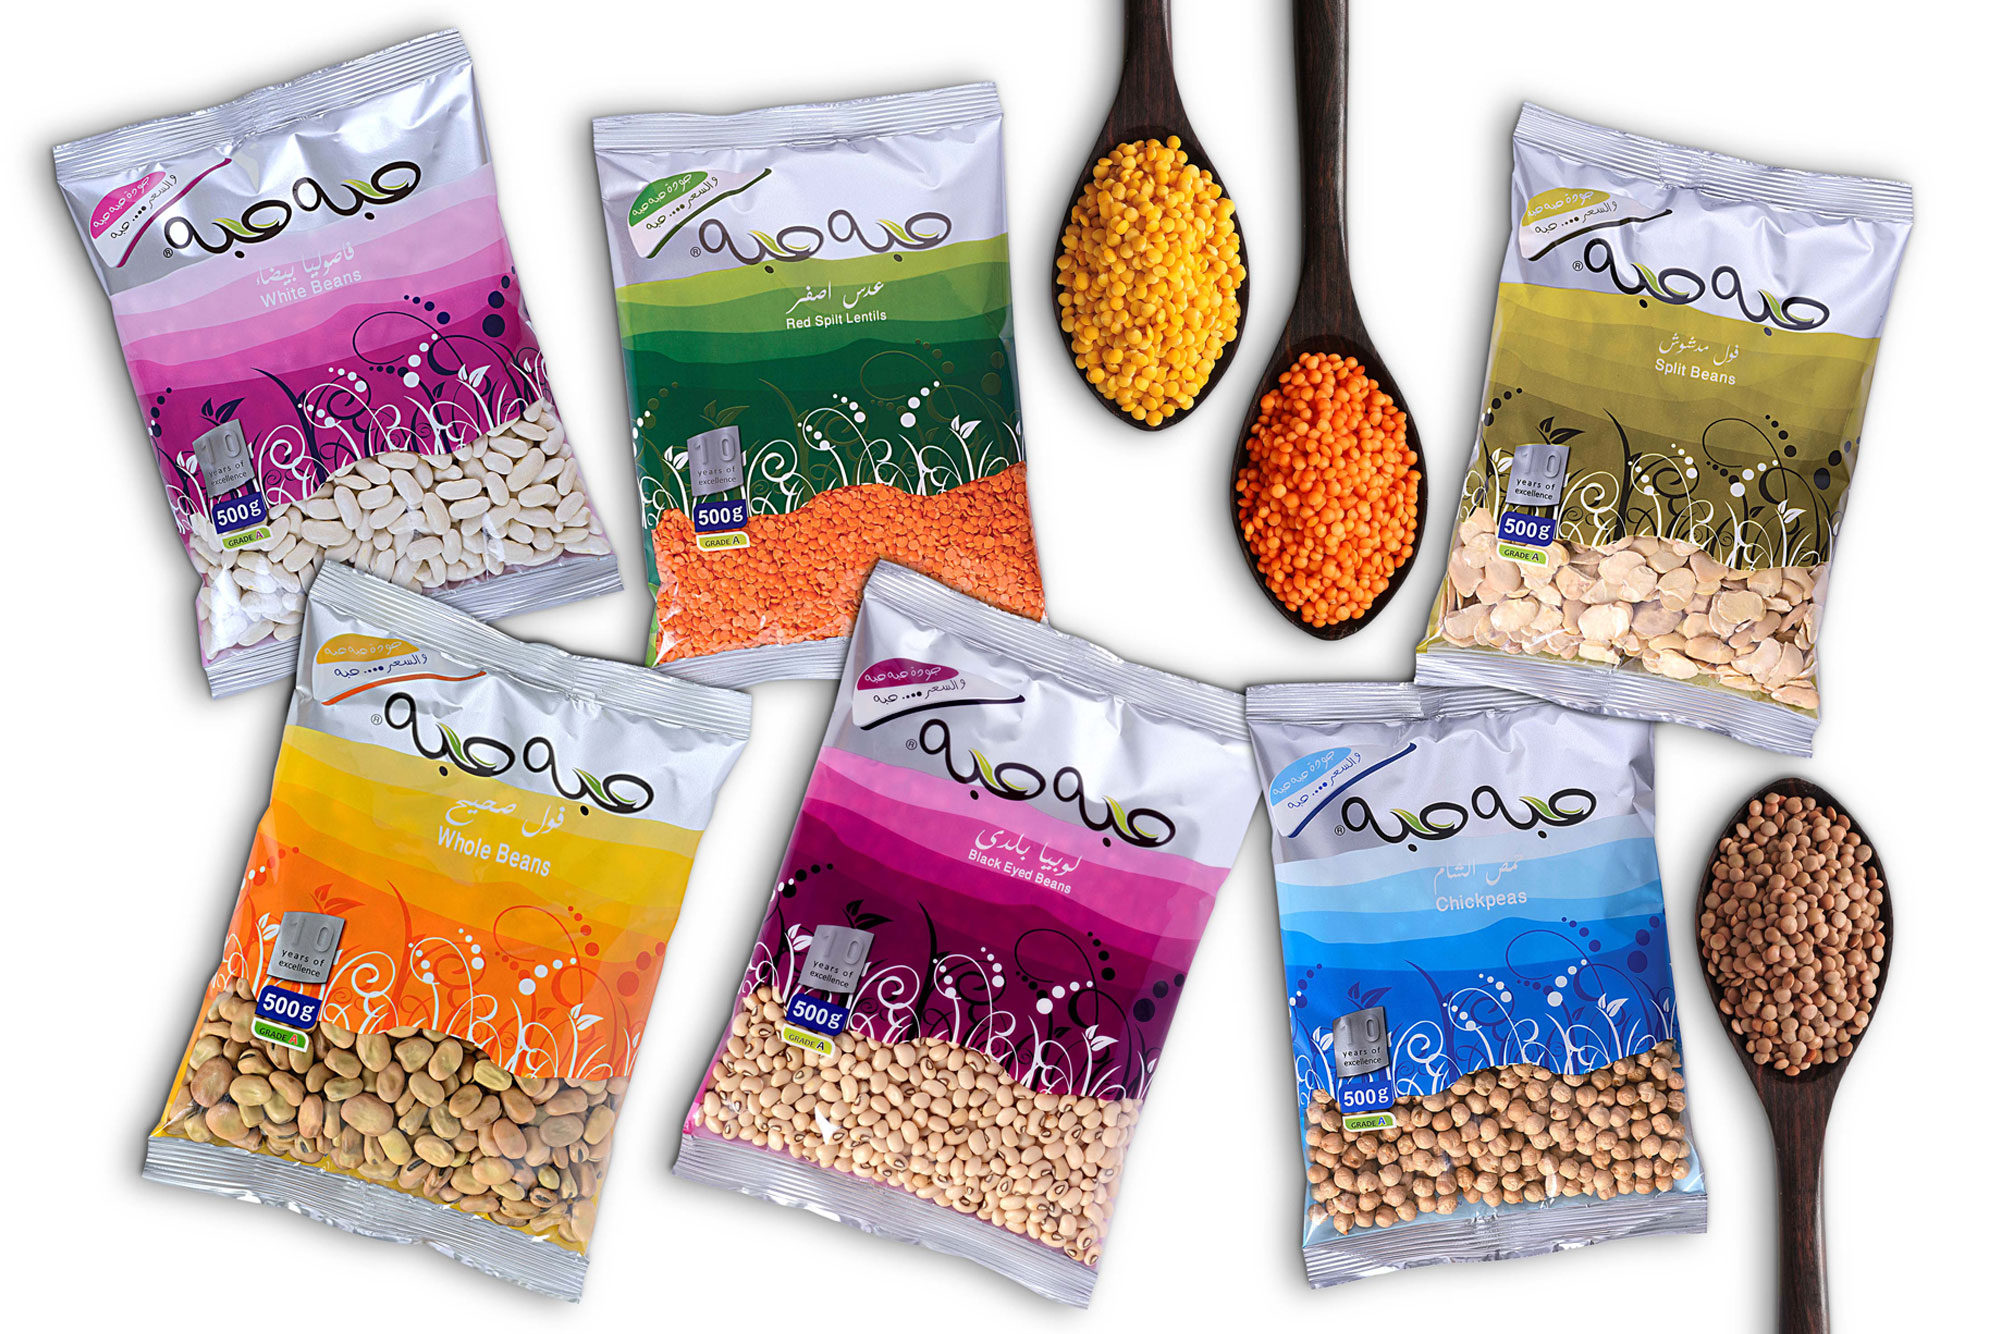 جودة حبه حبه
والسعر .... حبه
حبه حبه®
فاصوليا بيضاء
White Beans
10
years of
excellence
500g
GRADE A
جودة حبه حبه
والسعر .... حبه
حبه حبه®
عدس اصفر
Red Spilt Lentils
10
years of
excellence
500g
GRADE A
جودة حبه حبه
والسعر .... حبه
حبه حبه®
فول مدشوش
Split Beans
10
years of
excellence
500g
GRADE A
جودة حبه حبه
والسعر .... حبه
حبه حبه®
فول صحيح
Whole Beans
10
years of
excellence
500g
GRADE A
جودة حبه حبه
والسعر .... حبه
حبه حبه®
لوبيا بلدى
Black Eyed Beans
10
years of
excellence
500g
GRADE A
جودة حبه حبه
والسعر .... حبه
حبه حبه®
حمص الشام
Chickpeas
10
years of
excellence
500g
GRADE A